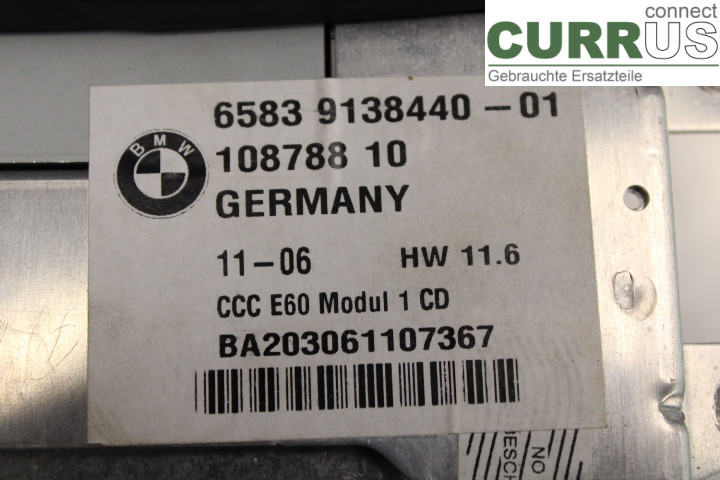 connect
CURRUS
Gebrauchte Ersatzteile
6583 9138440-01
108788 10
GERMANY
BMW
11-06 HW 11.6
CCC E60 Modul 1 CD
BA203061107367
NO